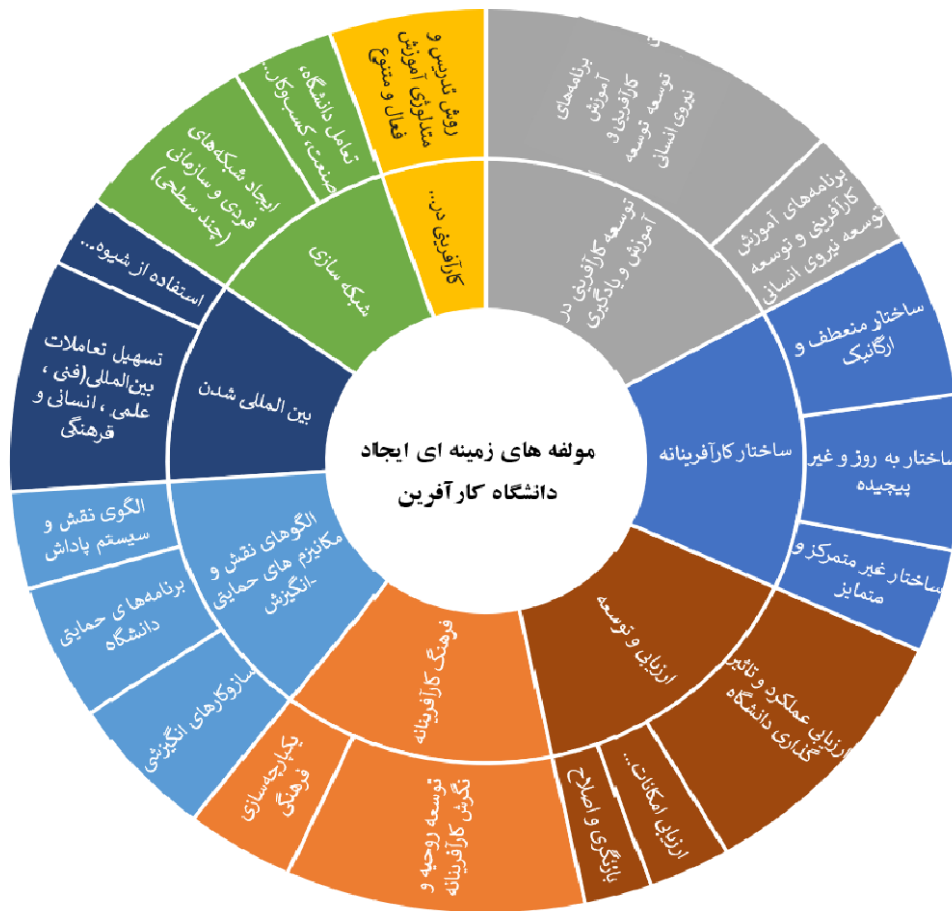 مولفه های زمینه ای ایجاد
دانشگاه کارآفرین
توسعه کارآفرینی در
آموزش و یادگیری
برنامه‌های
آموزش
کارآفرینی و
توسعه توسعه
نیروی انسانی
برنامه‌های آموزش
کارآفرینی و توسعه
توسعه نیروی انسانی
ساختار کارآفرینانه
ساختار منعطف و
ارگانیک
ساختار به روز و غیر
پیچیده
ساختار غیر متمرکز و
متمایز
ارزیابی و توسعه
ارزیابی عملکرد و تاثیر
گذاری دانشگاه
ارزیابی امکانات...
بازنگری و اصلاح
فرهنگ کارآفرینانه
توسعه روحیه و
نگرش کارآفرینانه
یکپارچه‌سازی
فرهنگی
الگوهای نقش و
مکانیزم های حمایتی
-انگیزش
سازوکارهای انگیزشی
برنامه‌های حمایتی
دانشگاه
الگوی نقش و
سیستم پاداش
بین المللی شدن
تسهیل تعاملات
بین‌المللی(فنی ،
علمی ، انسانی و
فرهنگی
استفاده از شیوه...
شبکه سازی
ایجاد شبکه‌های
فردی و سازمانی
(چند سطحی)
تعامل دانشگاه،
صنعت، کسب‌وکار...
کارآفرینی در...
روش تدریس و
متدلوژی آموزش
فعال و متنوع